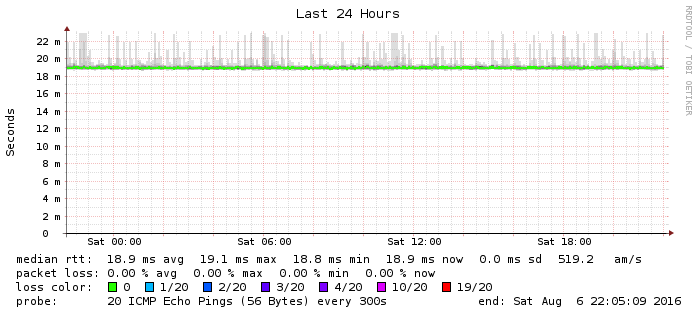 Last 24 Hours
RRDTOOL / TOBI OETIKER
Seconds
22 m
20 m
18 m
16 m
14 m
12 m
10 m
8 m
6 m
4 m
2 m
0
Sat 00:00 Sat 06:00 Sat 12:00 Sat 18:00
median rtt: 18.9 ms avg 19.1 ms max 18.8 ms min 18.9 ms now 0.0 ms sd 519.2 am/s
packet loss: 0.00 % avg 0.00 % max 0.00 % min 0.00 % now
loss color: 0 1/20 2/20 3/20 4/20 10/20 19/20
probe: 20 ICMP Echo Pings (56 Bytes) every 300s end: Sat Aug 6 22:05:09 2016